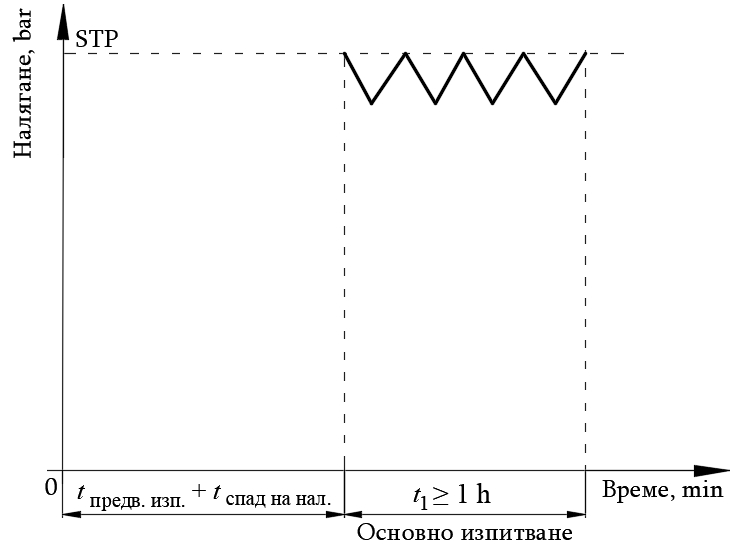 Налягане, bar
STP
0
t предв. изп. + t спад на нал.
t1 ≥ 1 h
Време, min
Основно изпитване